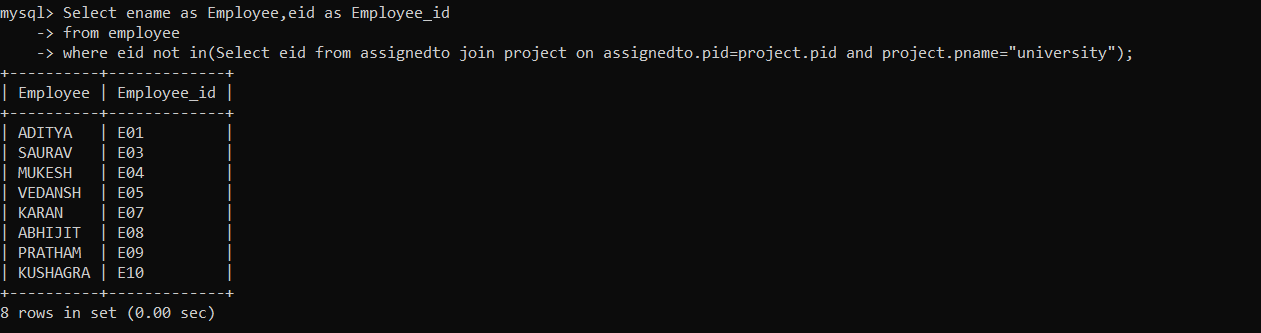 mysql> Select ename as Employee,eid as Employee_id
    -> from employee
    -> where eid not in(Select eid from assignedto join project on assignedto.pid=project.pid and project.pname="university");
+----------+-------------+
| Employee | Employee_id |
+----------+-------------+
| ADITYA   | E01         |
| SAURAV   | E03         |
| MUKESH   | E04         |
| VEDANSH  | E05         |
| KARAN    | E07         |
| ABHIJIT  | E08         |
| PRATHAM  | E09         |
| KUSHAGRA | E10         |
+----------+-------------+
8 rows in set (0.00 sec)